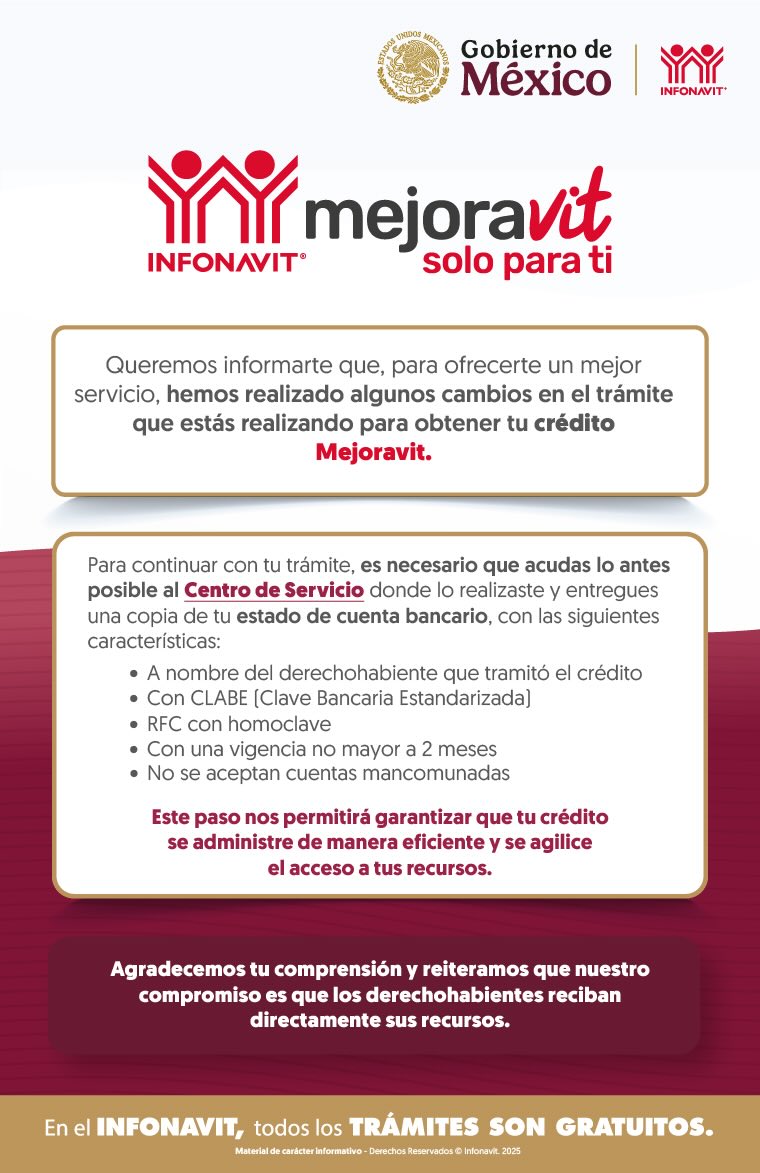 ESTADOS UNIDOS MEXICANOS
Gobierno de
México
INFONAVIT
mejoravit
INFONAVIT®
solo para ti
Queremos informarte que, para ofrecerte un mejor
servicio, hemos realizado algunos cambios en el trámite
que estás realizando para obtener tu crédito
Mejoravit.
Para continuar con tu trámite, es necesario que acudas lo antes
posible al Centro de Servicio donde lo realizaste y entregues
una copia de tu estado de cuenta bancario, con las siguientes
características:
• A nombre del derechohabiente que tramitó el crédito
• Con CLABE (Clave Bancaria Estandarizada)
• RFC con homoclave
• Con una vigencia no mayor a 2 meses
• No se aceptan cuentas mancomunadas
Este paso nos permitirá garantizar que tu crédito
se administre de manera eficiente y se agilice
el acceso a tus recursos.
Agradecemos tu comprensión y reiteramos que nuestro
compromiso es que los derechohabientes reciban
directamente sus recursos.
En el INFONAVIT, todos los TRÁMITES SON GRATUITOS.
Material de carácter informativo - Derechos Reservados © Infonavit. 2025